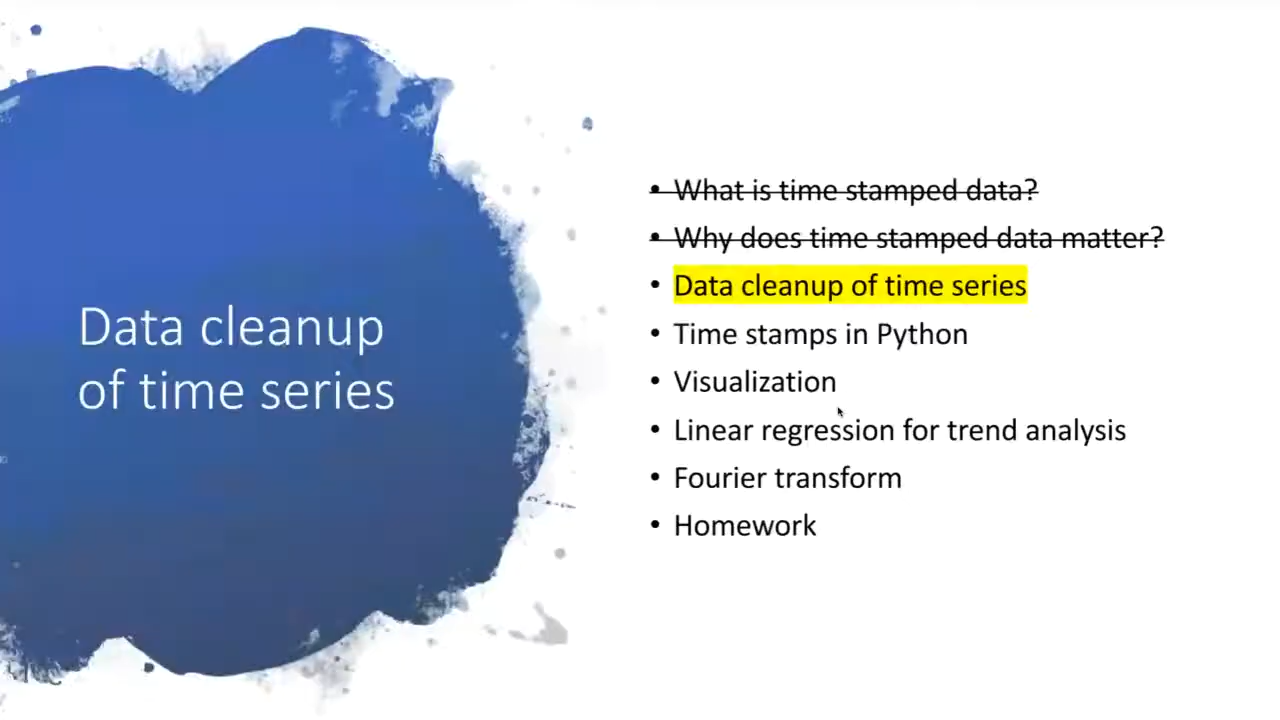 Data cleanup
of time series
• What is time stamped data?
• Why does time stamped data matter?
• Data cleanup of time series
• Time stamps in Python
• Visualization
• Linear regression for trend analysis
• Fourier transform
• Homework